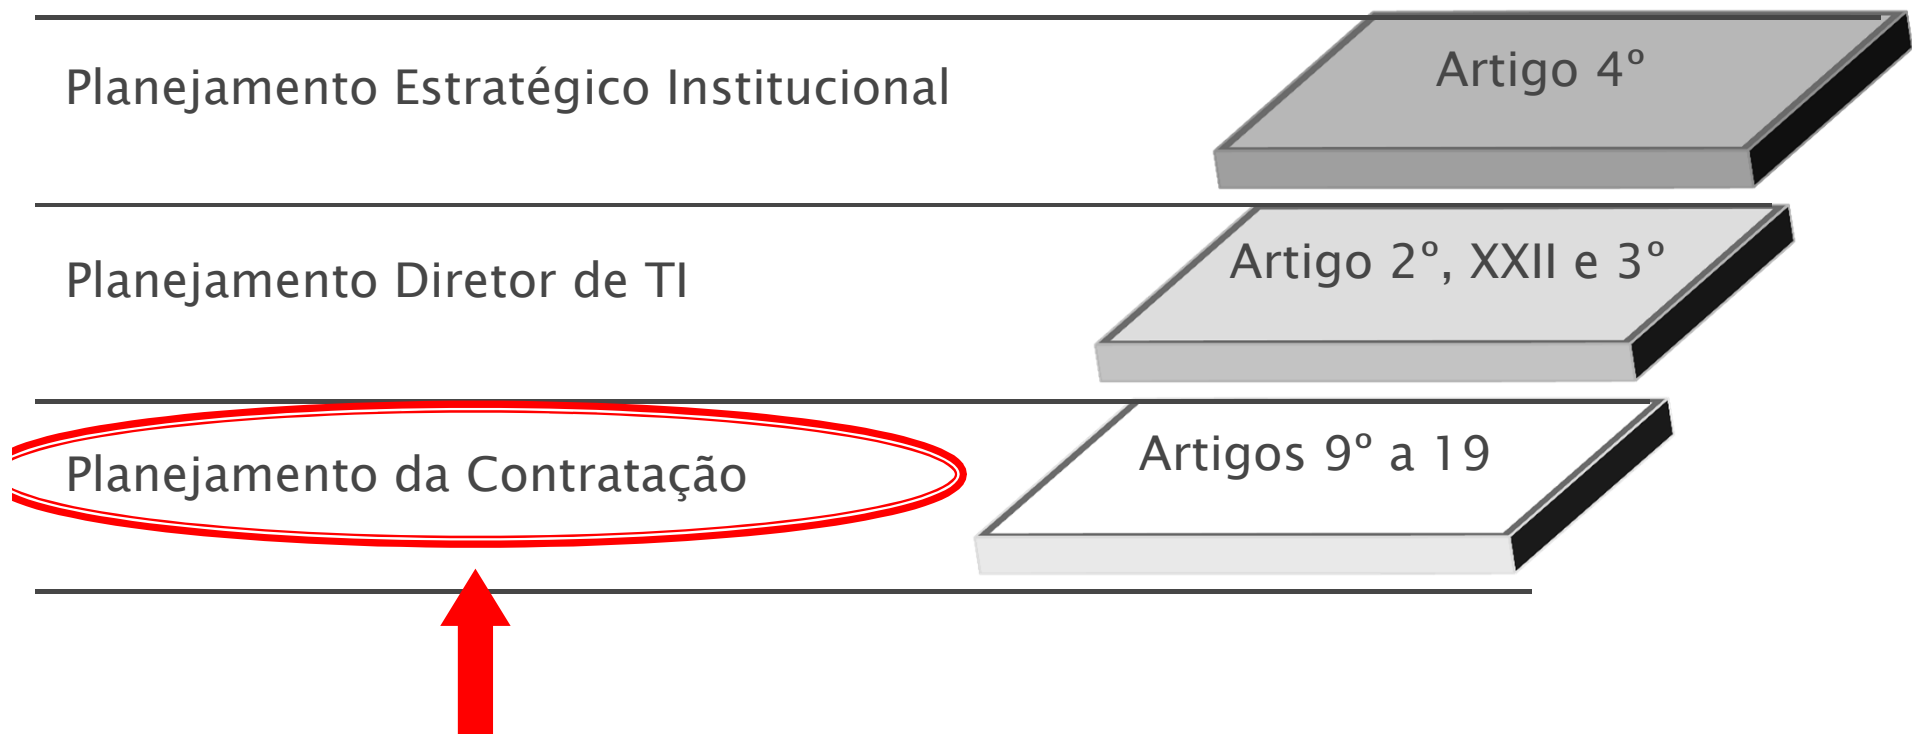 Planejamento Estratégico Institucional
Artigo 4º
Planejamento Diretor de TI
Artigo 2º, XXII e 3º
Planejamento da Contratação
Artigos 9º a 19